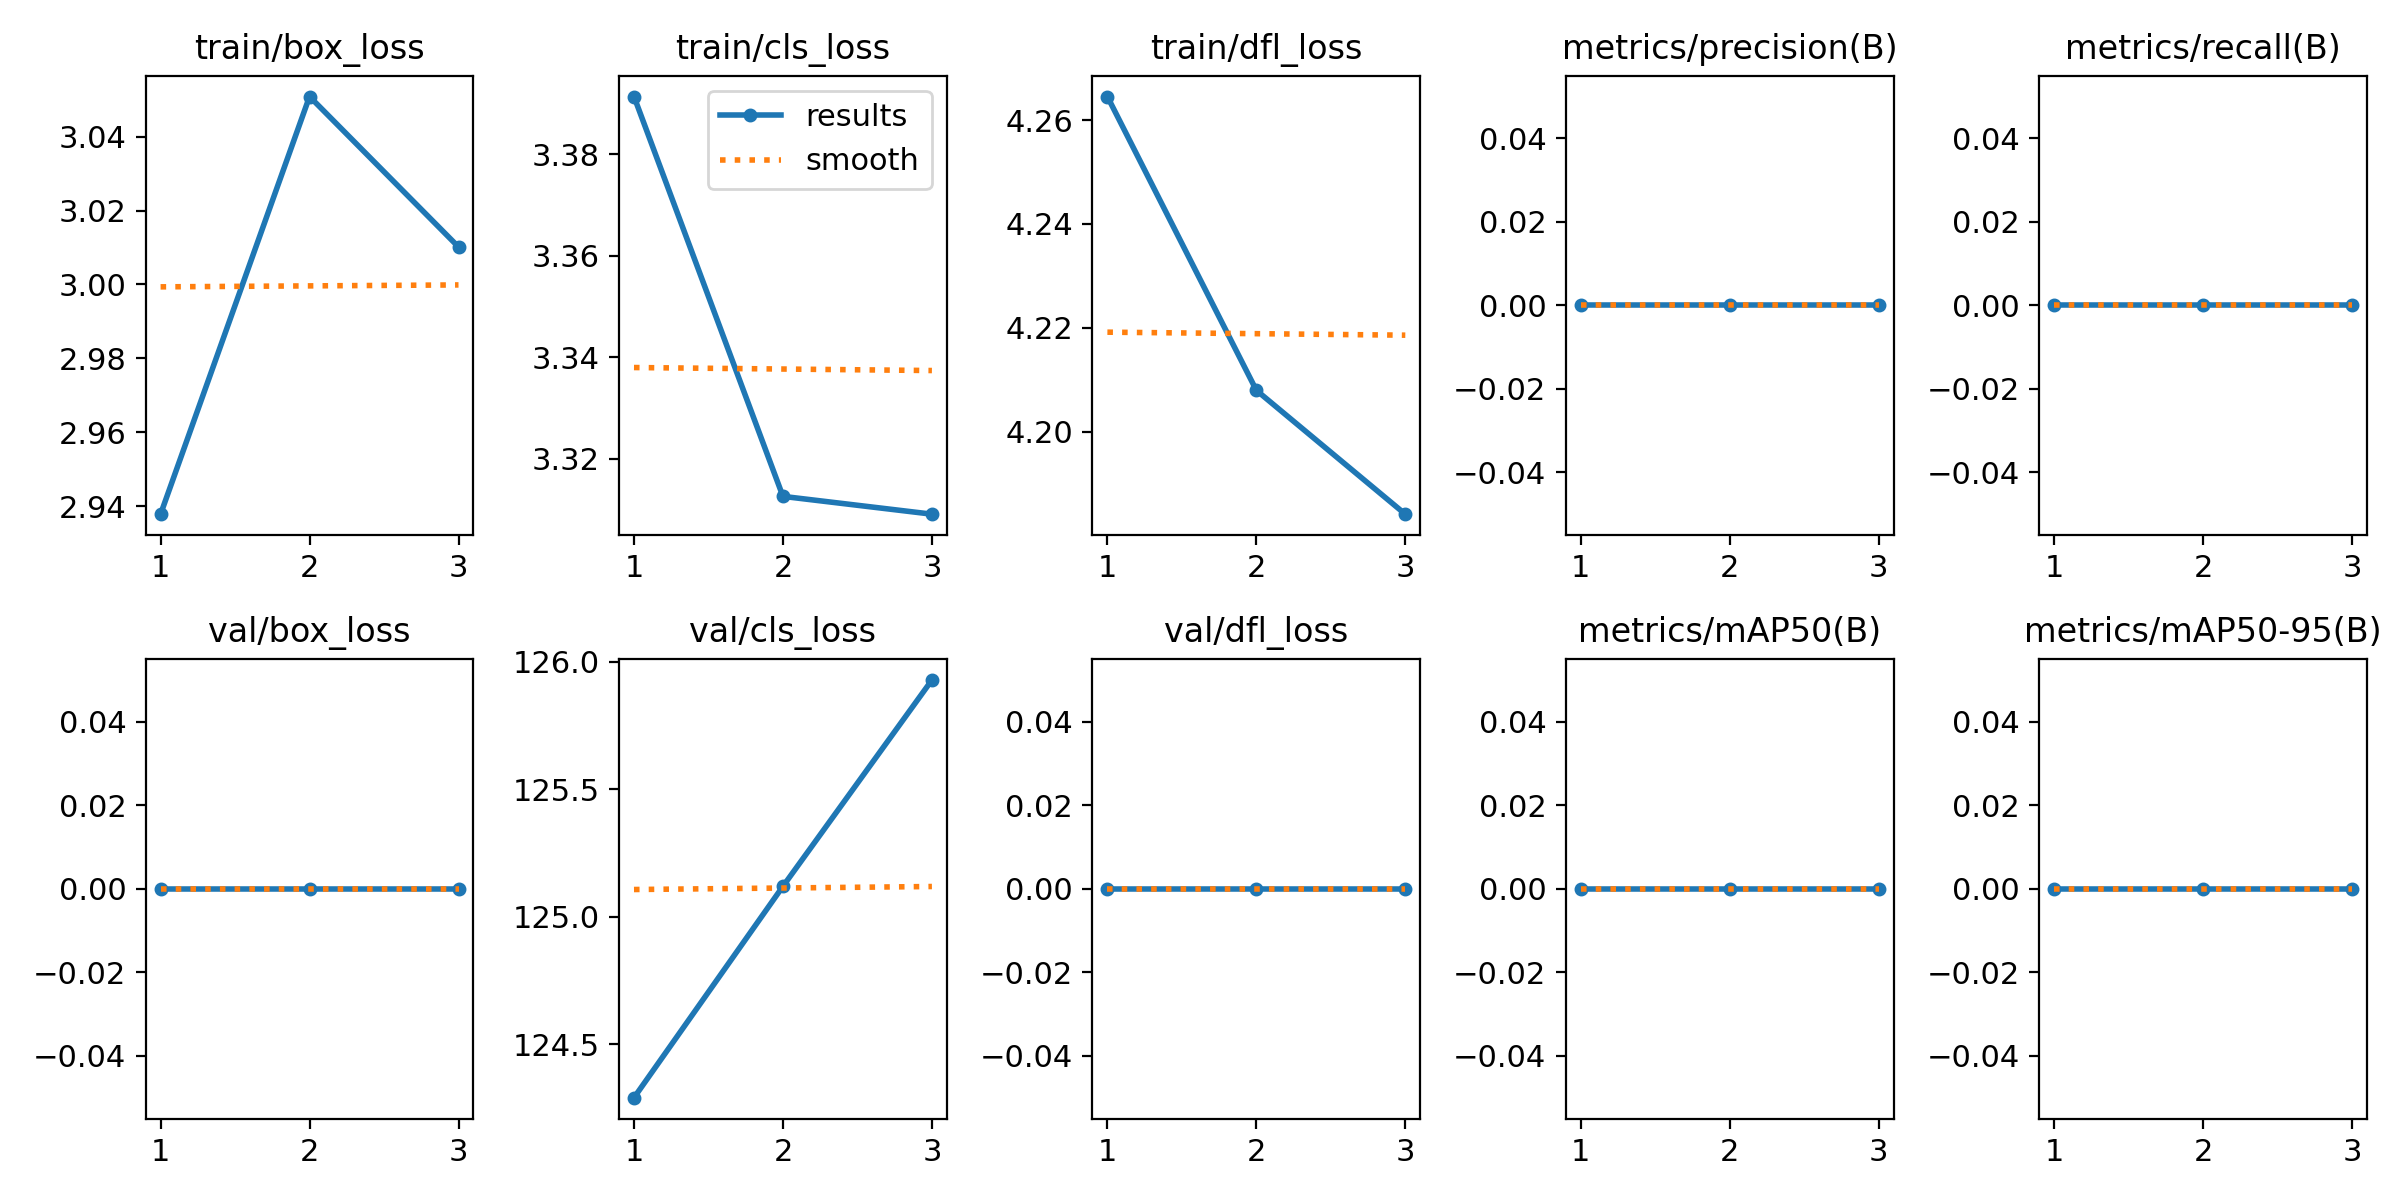 train/box_loss
3.04
3.02
3.00
2.98
2.96
2.94
1 2 3
train/cls_loss
results
smooth
3.38
3.36
3.34
3.32
1 2 3
train/dfl_loss
4.26
4.24
4.22
4.20
1 2 3
metrics/precision(B)
0.04
0.02
0.00
−0.02
−0.04
1 2 3
metrics/recall(B)
0.04
0.02
0.00
−0.02
−0.04
1 2 3
val/box_loss
0.04
0.02
0.00
−0.02
−0.04
1 2 3
val/cls_loss
126.0
125.5
125.0
124.5
1 2 3
val/dfl_loss
0.04
0.02
0.00
−0.02
−0.04
1 2 3
metrics/mAP50(B)
0.04
0.02
0.00
−0.02
−0.04
1 2 3
metrics/mAP50-95(B)
0.04
0.02
0.00
−0.02
−0.04
1 2 3